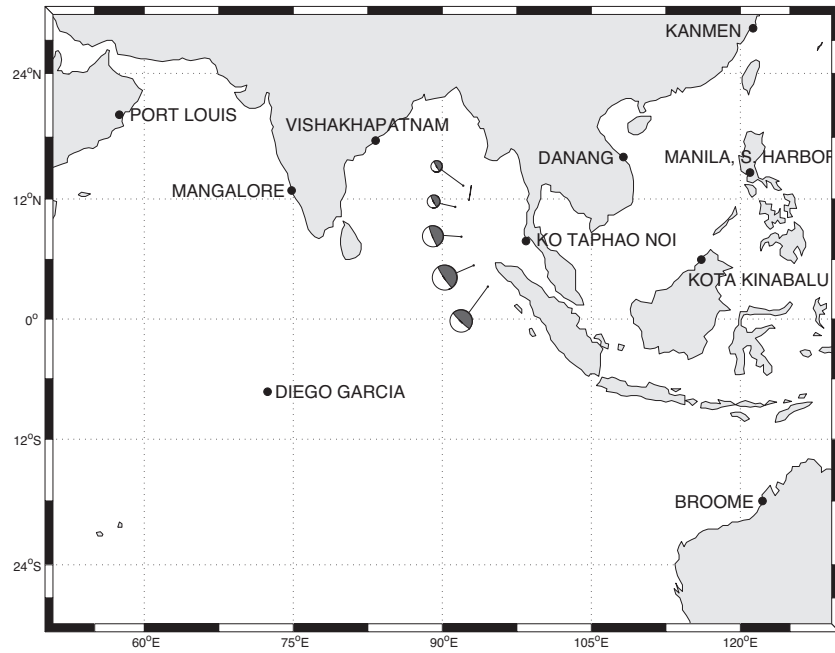 KANMEN
24°N
PORT LOUIS
VISHAKHAPATNAM
DANANG
MANILA, S. HARBOR
MANGALORE
12°N
KO TAPHAO NOI
KOTA KINABALU
0°
DIEGO GARCIA
12°S
BROOME
24°S
60°E 75°E 90°E 105°E 120°E